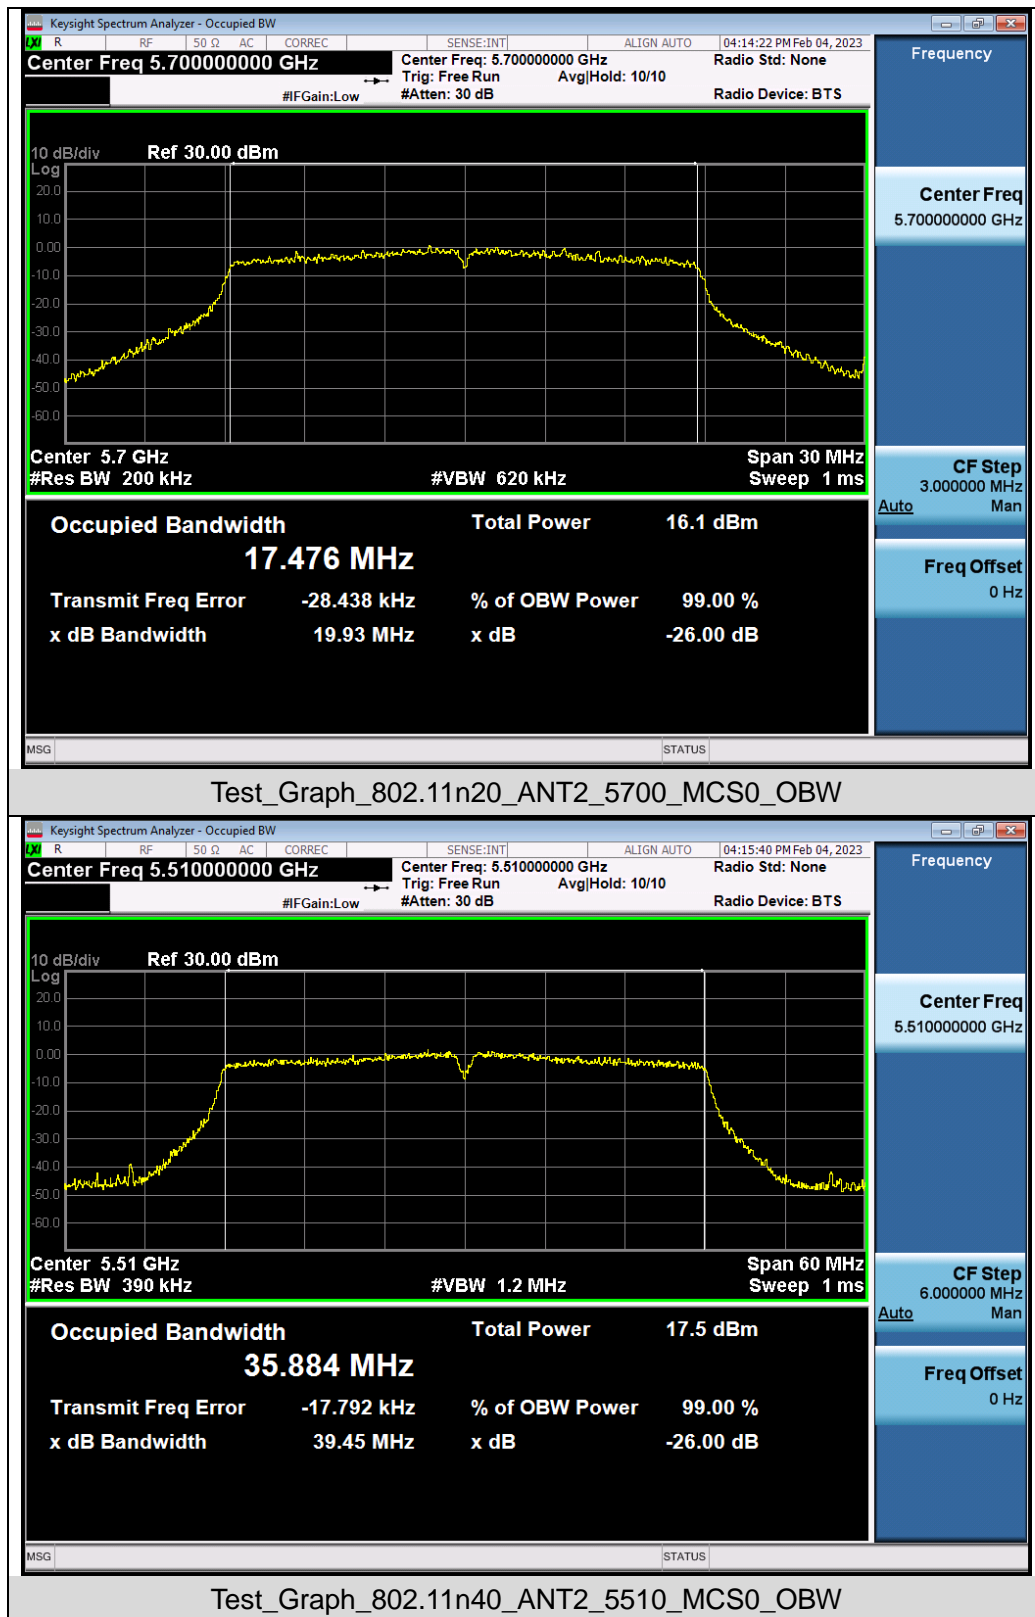 Keysight Spectrum Analyzer - Occupied BW
LXI R RF 50 Ω AC CORREC SENSE:INT ALIGN AUTO 04:14:22 PM Feb 04, 2023
Center Freq 5.700000000 GHz
Center Freq: 5.700000000 GHz Radio Std: None
Trig: Free Run Avg|Hold: 10/10
#IFGain:Low #Atten: 30 dB Radio Device: BTS
Frequency
10 dB/div Ref 30.00 dBm
Log
20.0
10.0
0.00
-10.0
-20.0
-30.0
-40.0
-50.0
-60.0
Center 5.7 GHz Span 30 MHz
#Res BW 200 kHz #VBW 620 kHz Sweep 1 ms
Center Freq
5.700000000 GHz
CF Step
3.000000 MHz
Auto Man
Freq Offset
0 Hz
Occupied Bandwidth Total Power 16.1 dBm
17.476 MHz
Transmit Freq Error -28.438 kHz % of OBW Power 99.00 %
x dB Bandwidth 19.93 MHz x dB -26.00 dB
MSG STATUS
Test_Graph_802.11n20_ANT2_5700_MCS0_OBW
Keysight Spectrum Analyzer - Occupied BW
LXI R RF 50 Ω AC CORREC SENSE:INT ALIGN AUTO 04:15:40 PM Feb 04, 2023
Center Freq 5.510000000 GHz
Center Freq: 5.510000000 GHz Radio Std: None
Trig: Free Run Avg|Hold: 10/10
#IFGain:Low #Atten: 30 dB Radio Device: BTS
Frequency
10 dB/div Ref 30.00 dBm
Log
20.0
10.0
0.00
-10.0
-20.0
-30.0
-40.0
-50.0
-60.0
Center 5.51 GHz Span 60 MHz
#Res BW 390 kHz #VBW 1.2 MHz Sweep 1 ms
Center Freq
5.510000000 GHz
CF Step
6.000000 MHz
Auto Man
Freq Offset
0 Hz
Occupied Bandwidth Total Power 17.5 dBm
35.884 MHz
Transmit Freq Error -17.792 kHz % of OBW Power 99.00 %
x dB Bandwidth 39.45 MHz x dB -26.00 dB
MSG STATUS
Test_Graph_802.11n40_ANT2_5510_MCS0_OBW